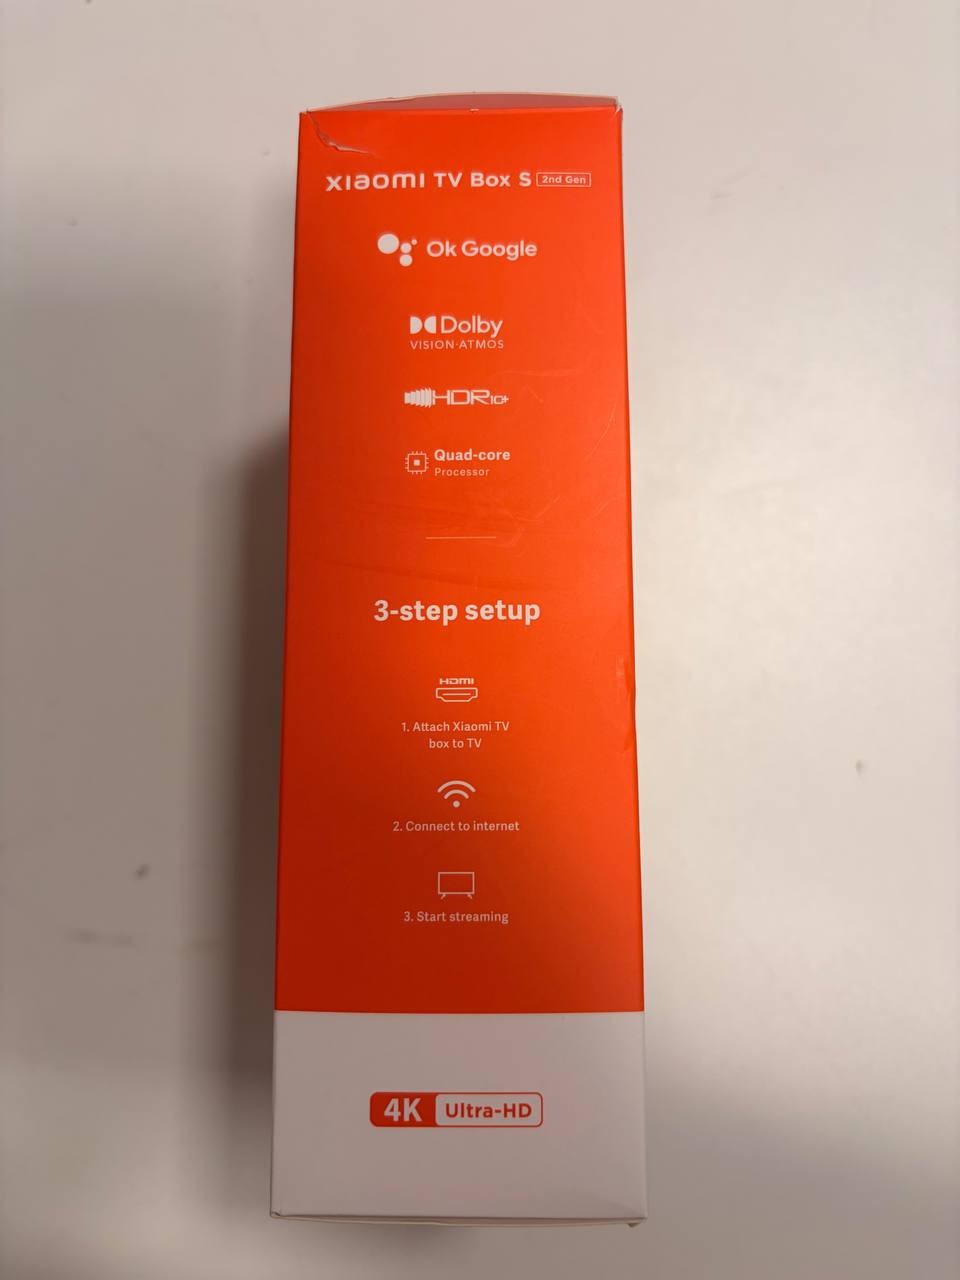 xiaomi TV Box S 2nd Gen
Ok Google
Dolby
VISION·ATMOS
HDR10+
Quad-core
Processor
3-step setup
HDMI
1. Attach Xiaomi TV
box to TV
2. Connect to internet
3. Start streaming
4K Ultra-HD